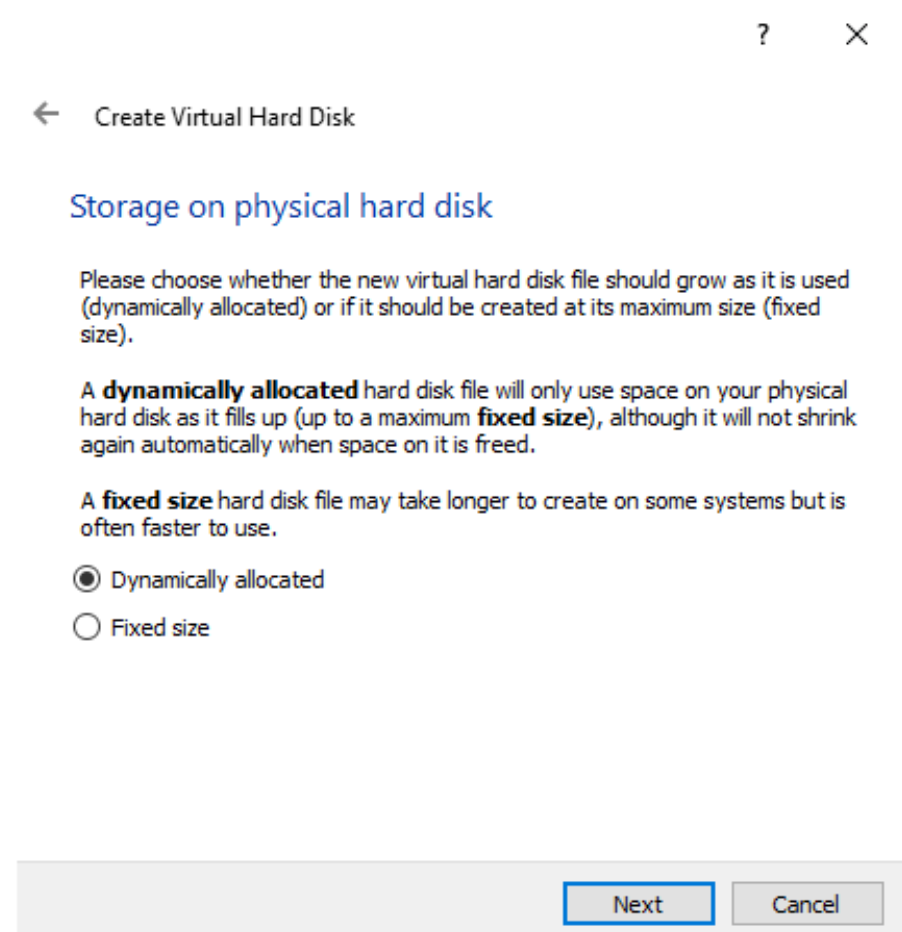 ?
Create Virtual Hard Disk
Storage on physical hard disk
Please choose whether the new virtual hard disk file should grow as it is used
(dynamically allocated) or if it should be created at its maximum size (fixed
size).
A dynamically allocated hard disk file will only use space on your physical
hard disk as it fills up (up to a maximum fixed size), although it will not shrink
again automatically when space on it is freed.
A fixed size hard disk file may take longer to create on some systems but is
often faster to use.
Dynamically allocated
Fixed size
Next Cancel